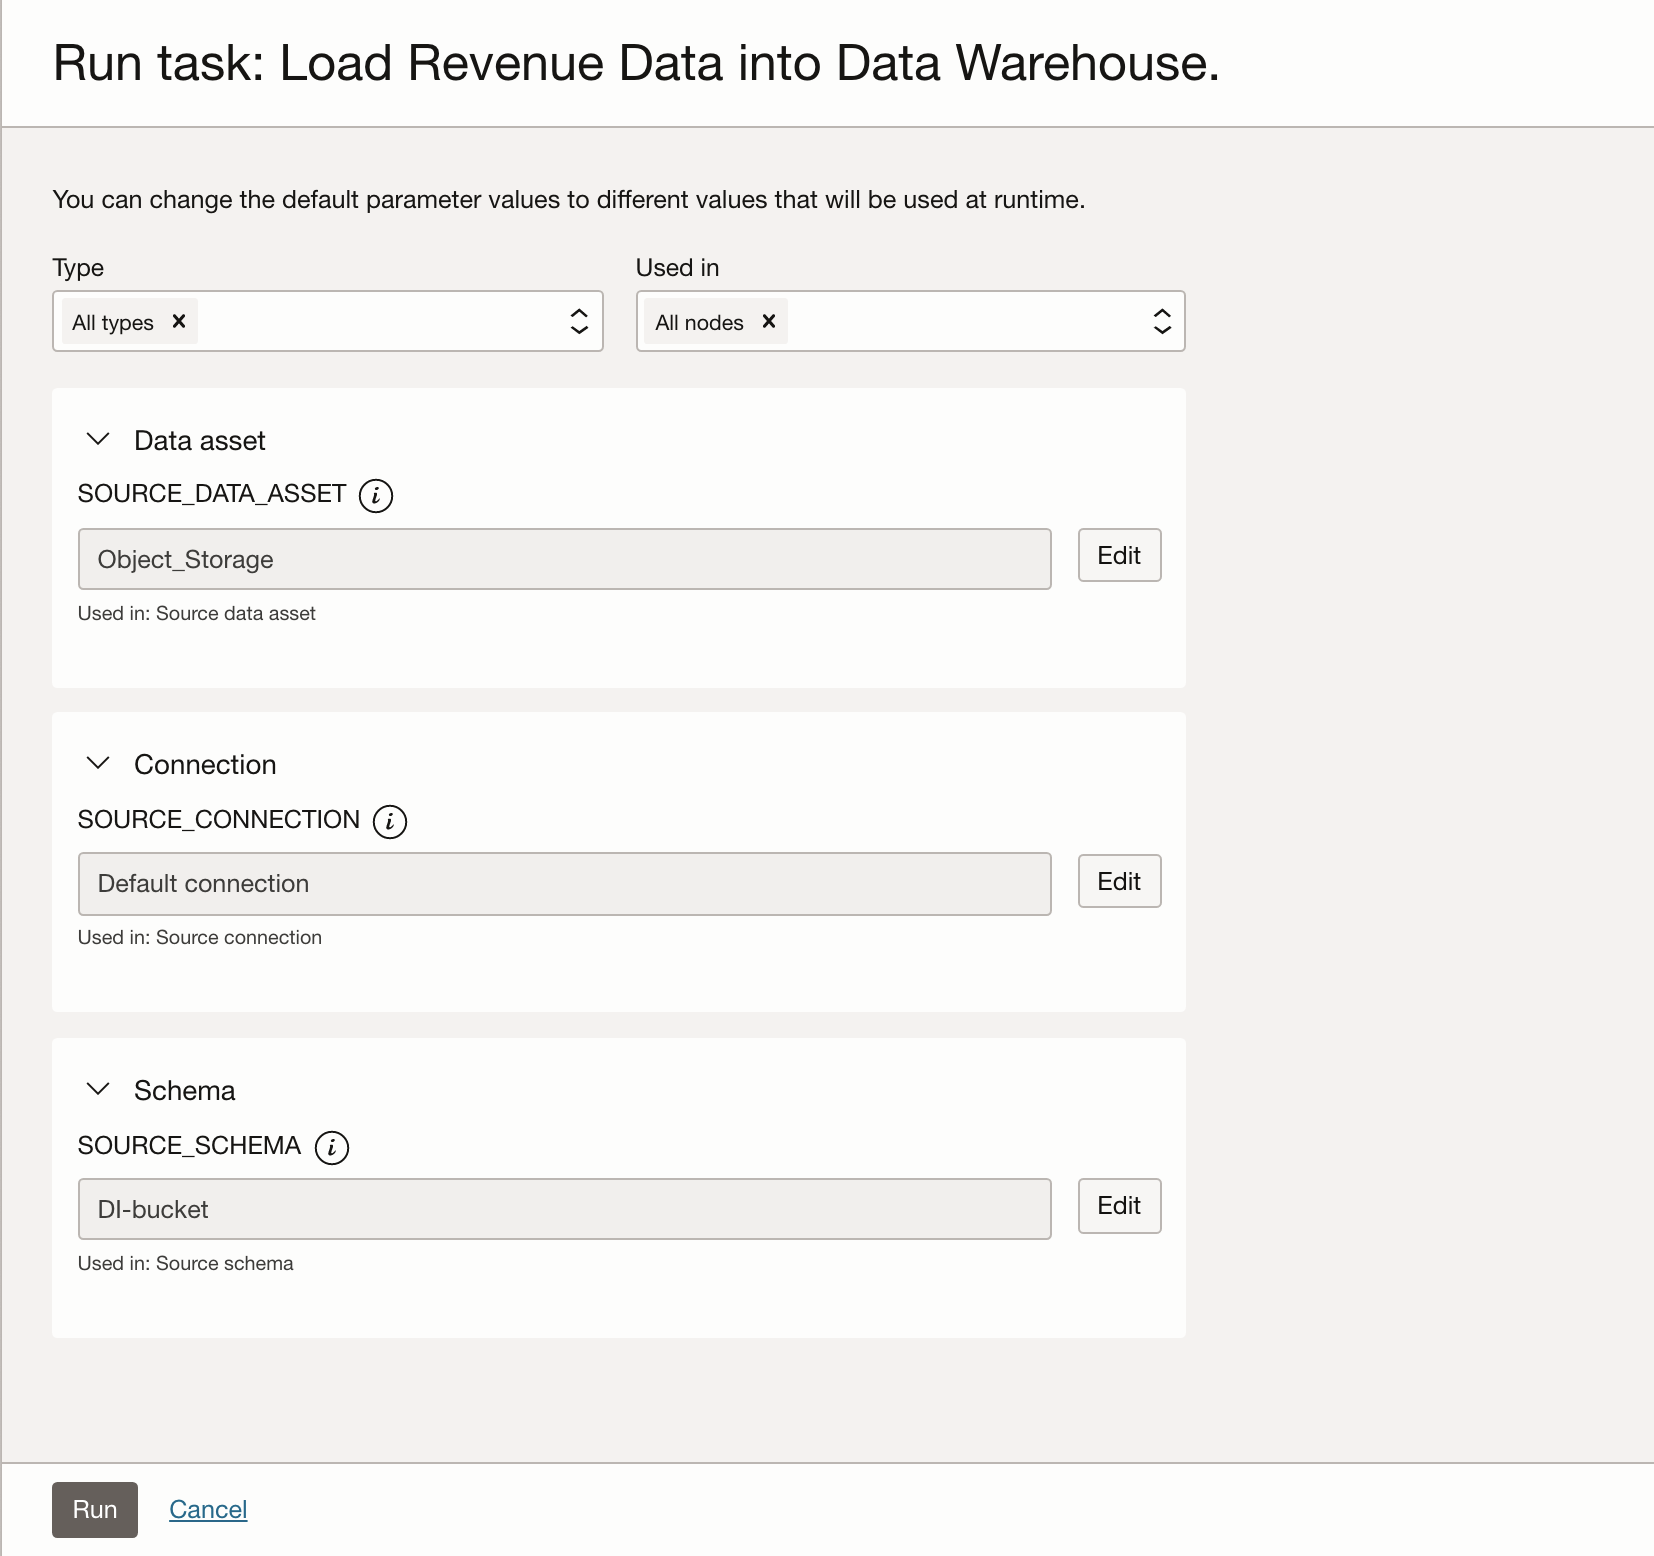 Run task: Load Revenue Data into Data Warehouse.
You can change the default parameter values to different values that will be used at runtime.
Type
Used in
All types
All nodes
Data asset
SOURCE_DATA_ASSET
Object_Storage
Edit
Used in: Source data asset
Connection
SOURCE_CONNECTION
Default connection
Edit
Used in: Source connection
Schema
SOURCE_SCHEMA
DI-bucket
Edit
Used in: Source schema
Run
Cancel